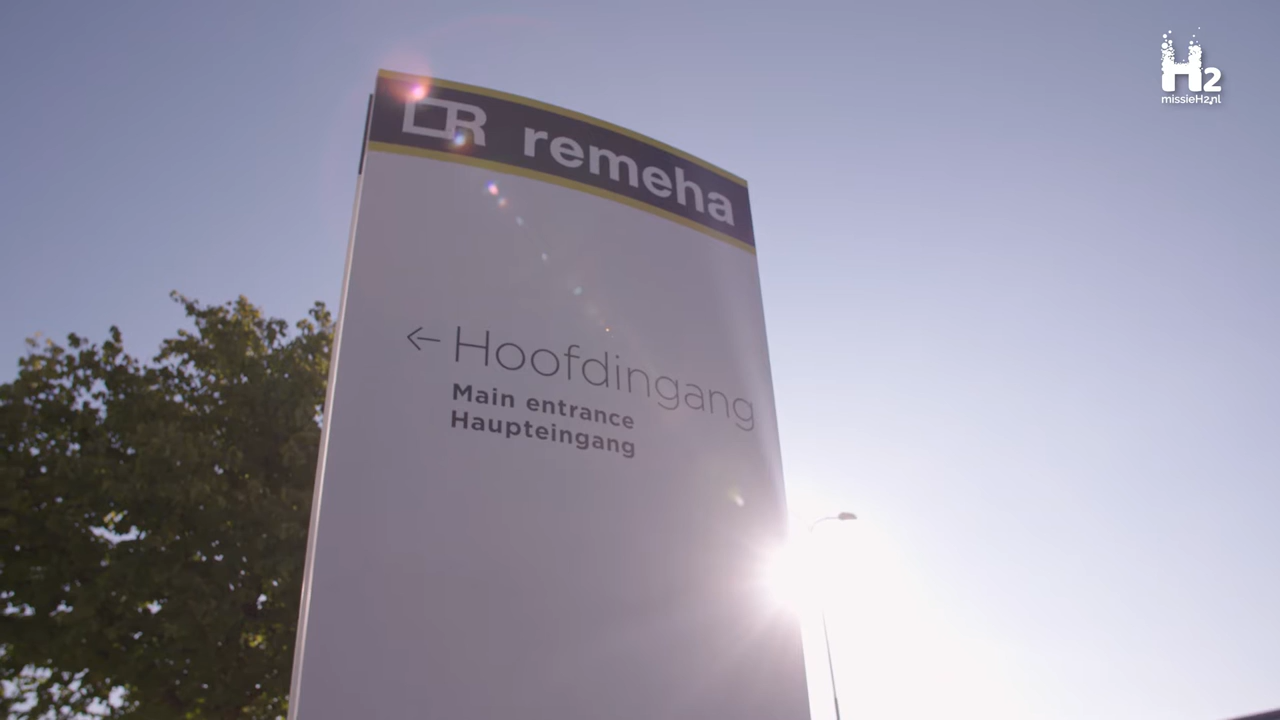 H2
missieH2.nl
R remeha
← Hoofdingang
Main entrance
Haupteingang